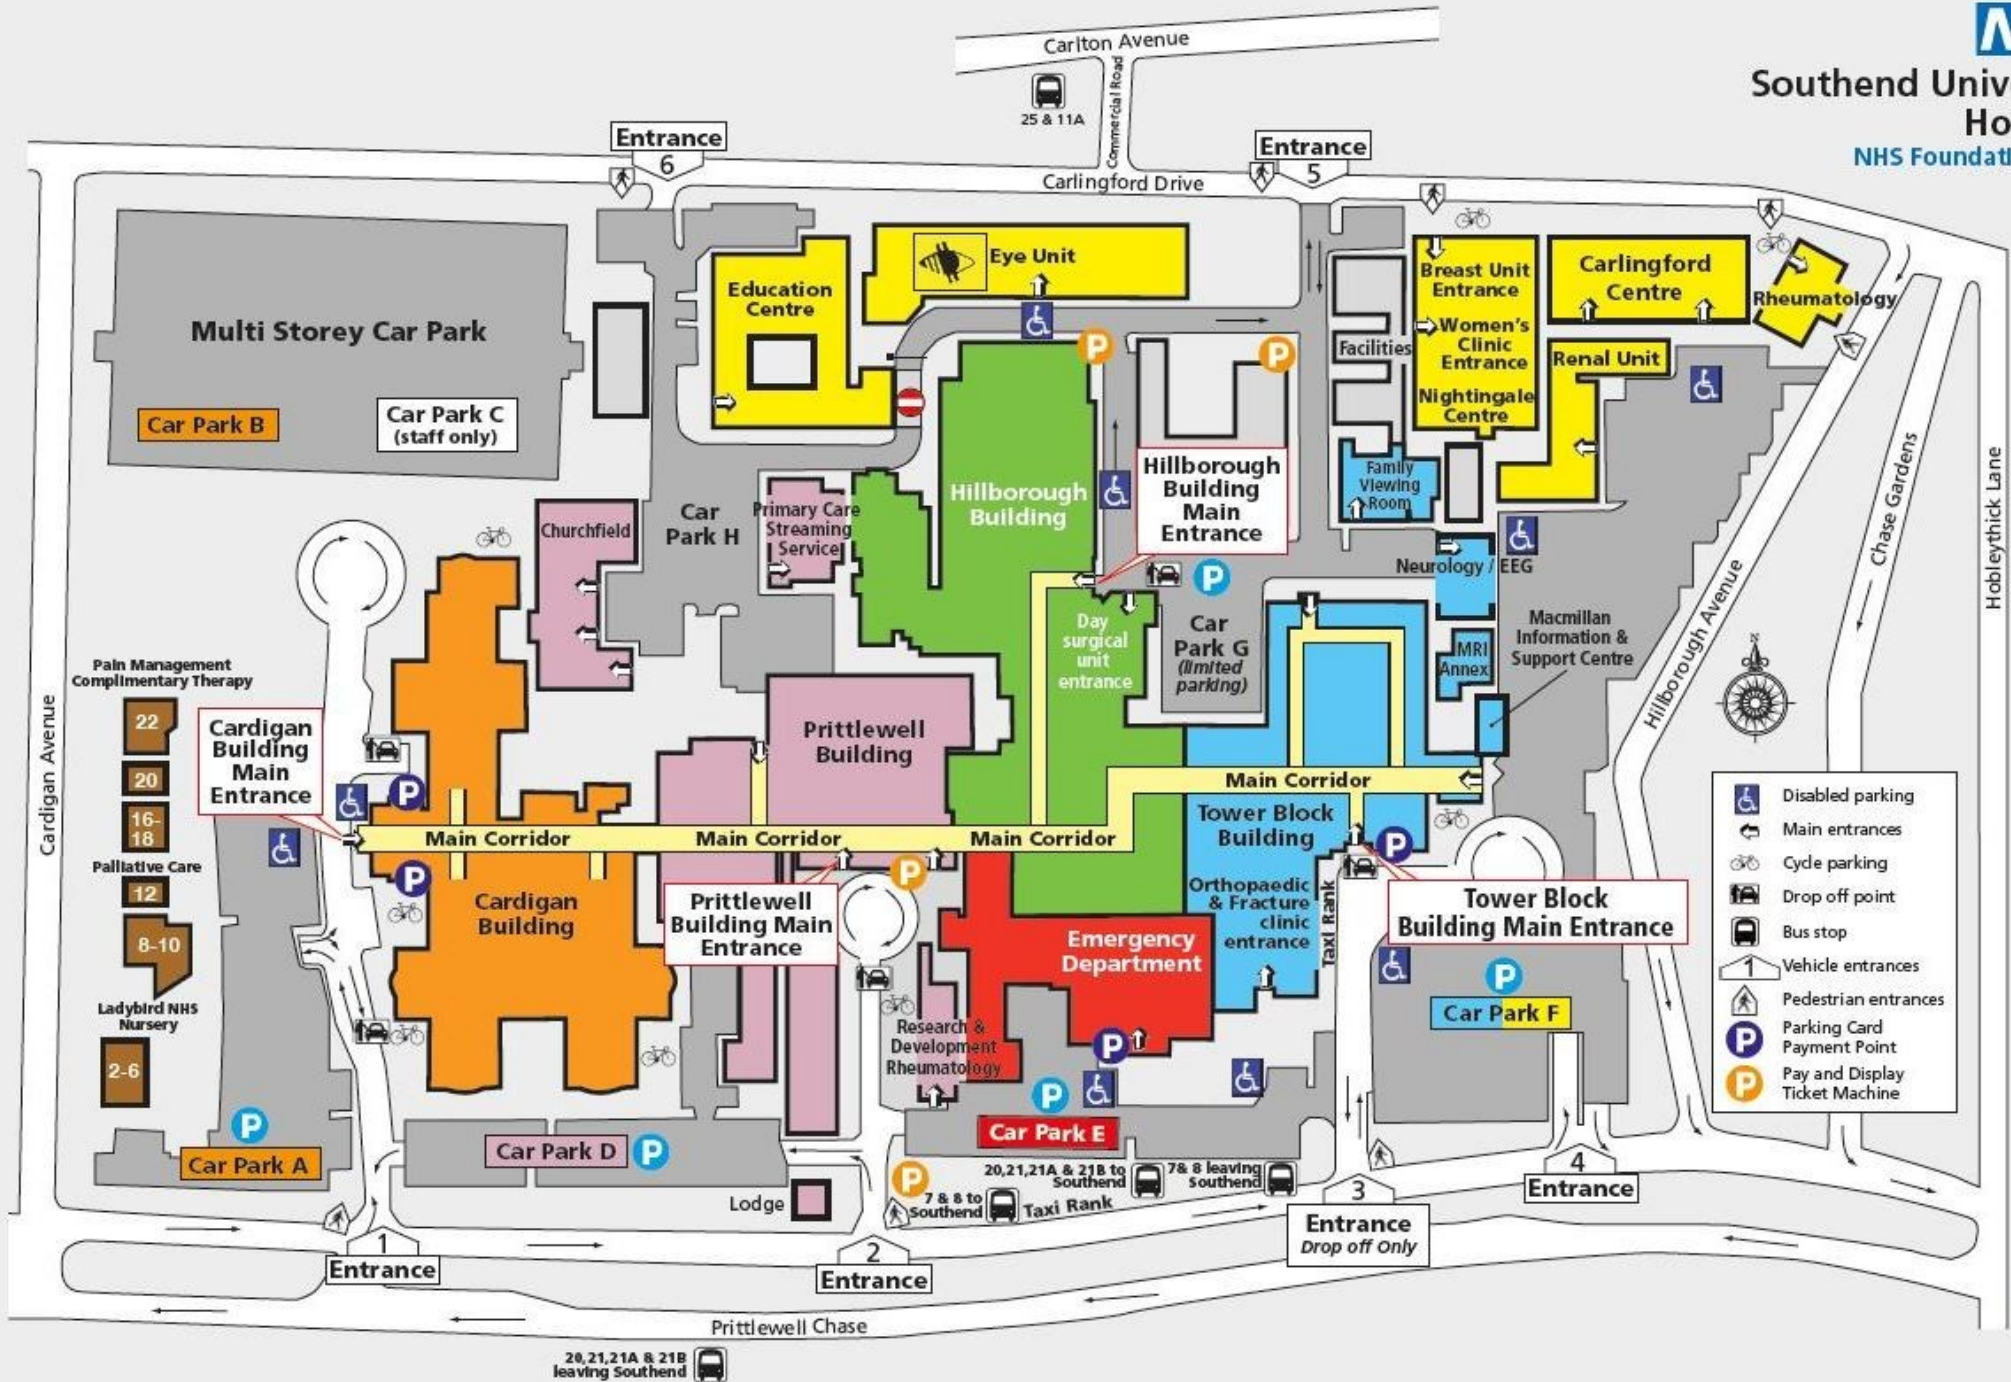 Carlton Avenue
Commercial Road
25 & 11A
Southend Univ
Ho
NHS Foundati
Entrance
6
Entrance
5
Carlingford Drive
Multi Storey Car Park
Car Park B
Car Park C
(staff only)
Education
Centre
Eye Unit
Breast Unit
Entrance
Women's
Clinic
Entrance
Nightingale
Centre
Carlingford
Centre
Rheumatology
Facilities
Renal Unit
P
P
Hillborough
Building
Hillborough
Building
Main
Entrance
Family
Viewing
Room
Churchfield
Car
Park H
Primary Care
Streaming
Service
Neurology / EEG
P
Day
surgical
unit
entrance
Car
Park G
(limited
parking)
MRI
Annex
Macmillan
Information &
Support Centre
Hillborough Avenue
Chase Gardens
Hobleythick Lane
N
Cardigan Avenue
Pain Management
Complimentary Therapy
22
20
16-
18
Palliative Care
12
8-10
Ladybird NHS
Nursery
2-6
Cardigan
Building
Main
Entrance
P
P
Main Corridor
Cardigan
Building
Prittlewell
Building
Main Corridor
Main Corridor
Main Corridor
Prittlewell
Building Main
Entrance
P
Tower Block
Building
Orthopaedic
& Fracture
clinic
entrance
Taxi Rank
P
Tower Block
Building Main Entrance
Emergency
Department
P
Research &
Development
Rheumatology
P
Car Park F
P
Car Park A
Car Park D
P
P
Car Park E
Lodge
P
7 & 8 to
Southend
Taxi Rank
20,21,21A & 21B to
Southend
7& 8 leaving
Southend
1
Entrance
2
Entrance
3
Entrance
Drop off Only
4
Entrance
Prittlewell Chase
20,21,21A & 21B
leaving Southend
Disabled parking
Main entrances
Cycle parking
Drop off point
Bus stop
1
Vehicle entrances
Pedestrian entrances
P
Parking Card
Payment Point
P
Pay and Display
Ticket Machine